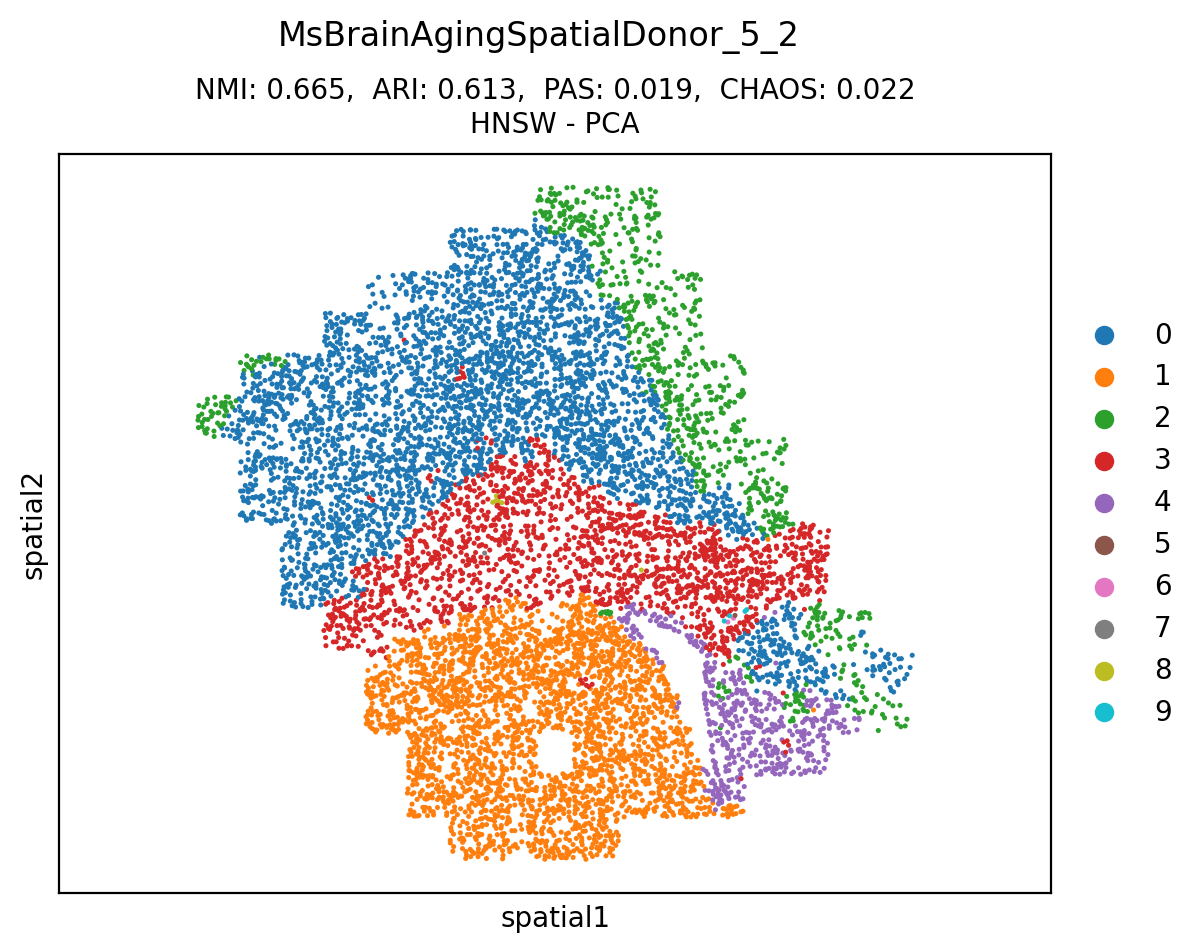 MsBrainAgingSpatialDonor_5_2
NMI: 0.665,  ARI: 0.613,  PAS: 0.019,  CHAOS: 0.022
HNSW - PCA
spatial2
spatial1
0
1
2
3
4
5
6
7
8
9